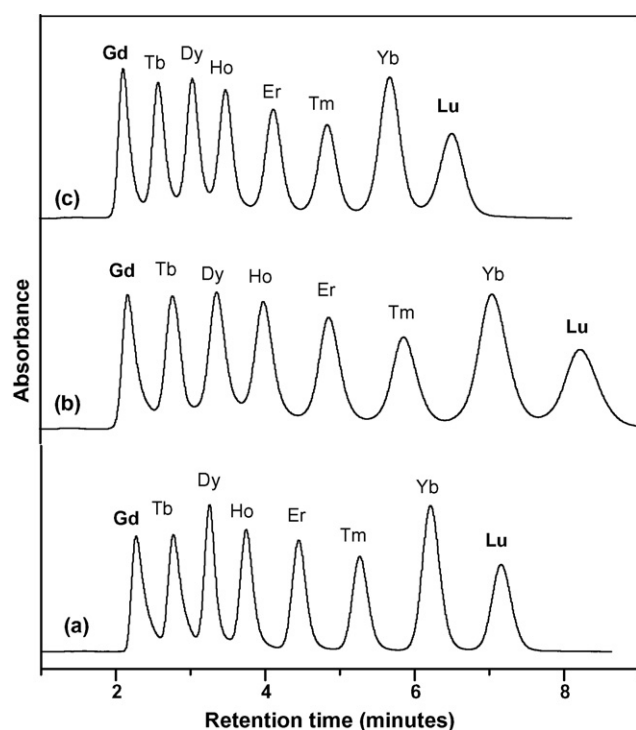 Gd Tb Dy Ho Er Tm Yb Lu
(c)
Gd Tb Dy Ho Er Tm Yb Lu
(b)
Gd Tb Dy Ho Er Tm Yb Lu
(a)
Absorbance
2 4 6 8
Retention time (minutes)